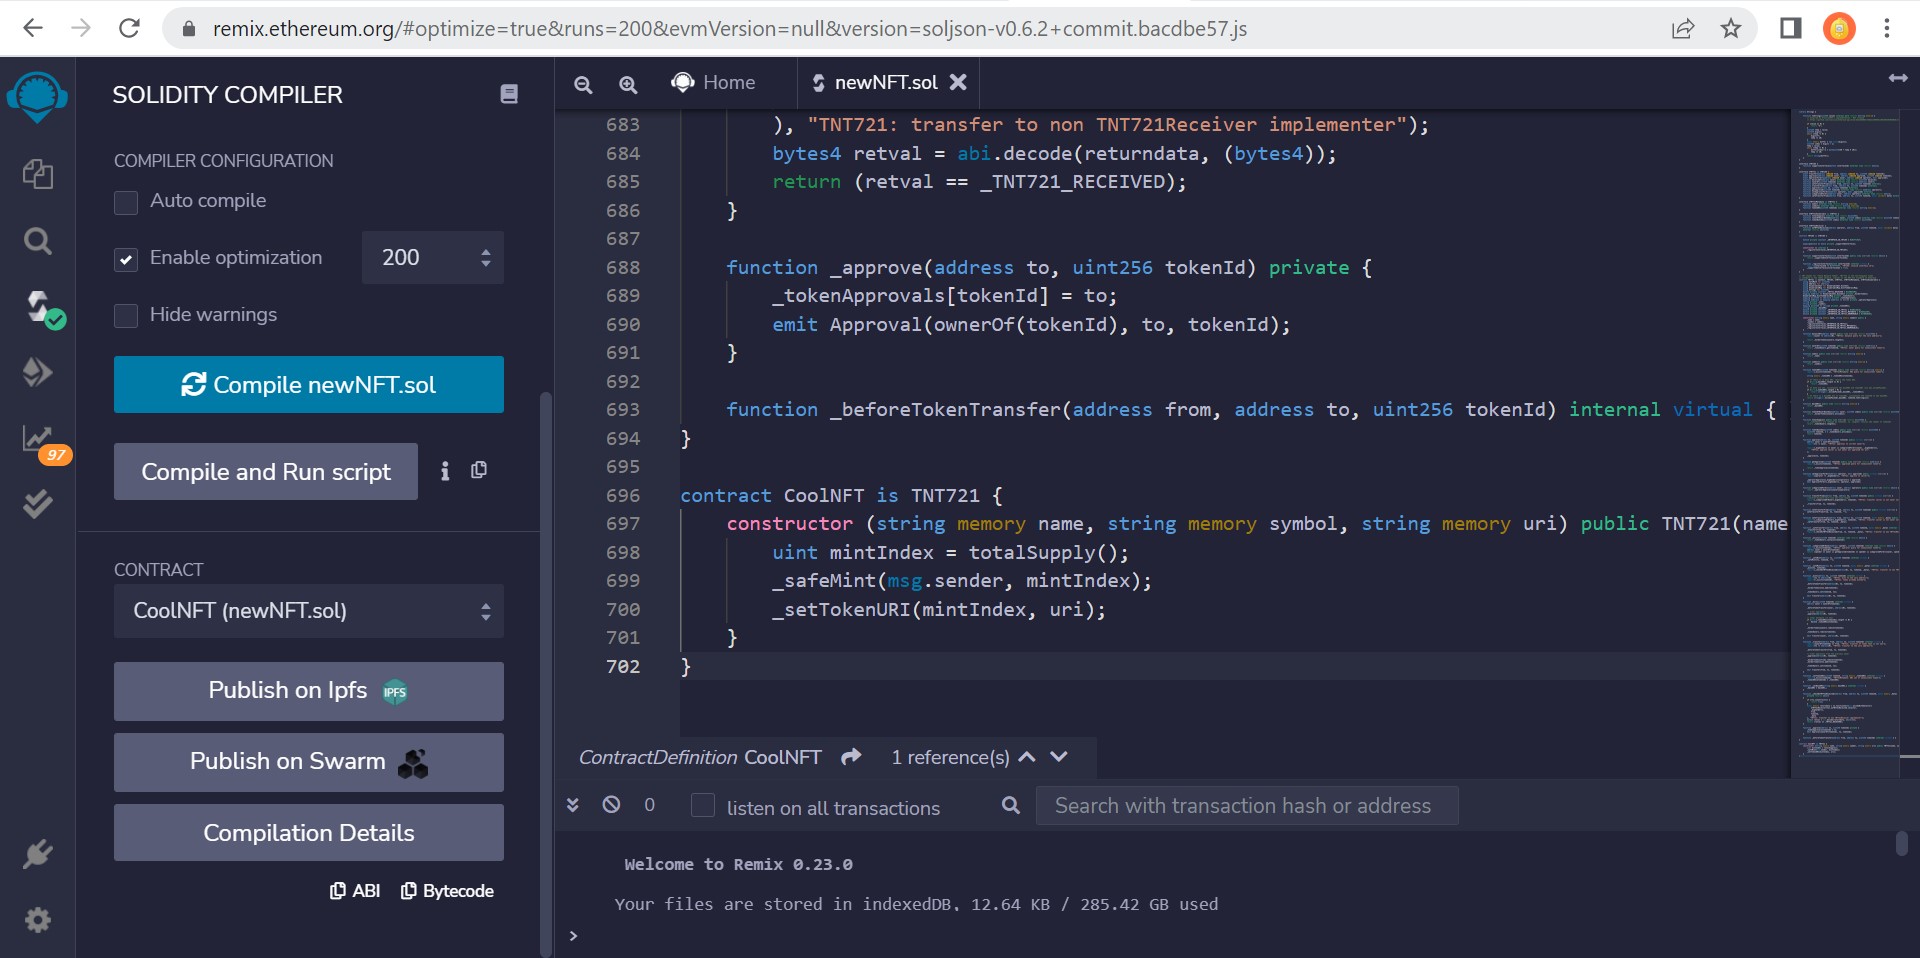 remix.ethereum.org/#optimize=true&runs=200&evmVersion=null&version=soljson-v0.6.2+commit.bacdbe57.js
SOLIDITY COMPILER
COMPILER CONFIGURATION
Auto compile
Enable optimization
200
Hide warnings
Compile newNFT.sol
Compile and Run script
97
CONTRACT
CoolNFT (newNFT.sol)
Publish on Ipfs IPFS
Publish on Swarm
Compilation Details
ABI Bytecode
Home newNFT.sol
683 ), "TNT721: transfer to non TNT721Receiver implementer");
684 bytes4 retval = abi.decode(returndata, (bytes4));
685 return (retval == _TNT721_RECEIVED);
686 }
687
688 function _approve(address to, uint256 tokenId) private {
689 _tokenApprovals[tokenId] = to;
690 emit Approval(ownerOf(tokenId), to, tokenId);
691 }
692
693 function _beforeTokenTransfer(address from, address to, uint256 tokenId) internal virtual {
694 }
695
696 contract CoolNFT is TNT721 {
697 constructor (string memory name, string memory symbol, string memory uri) public TNT721(name
698 uint mintIndex = totalSupply();
699 _safeMint(msg.sender, mintIndex);
700 _setTokenURI(mintIndex, uri);
701 }
702 }
ContractDefinition CoolNFT 1 reference(s)
0 listen on all transactions Search with transaction hash or address
Welcome to Remix 0.23.0
Your files are stored in indexedDB, 12.64 KB / 285.42 GB used
>